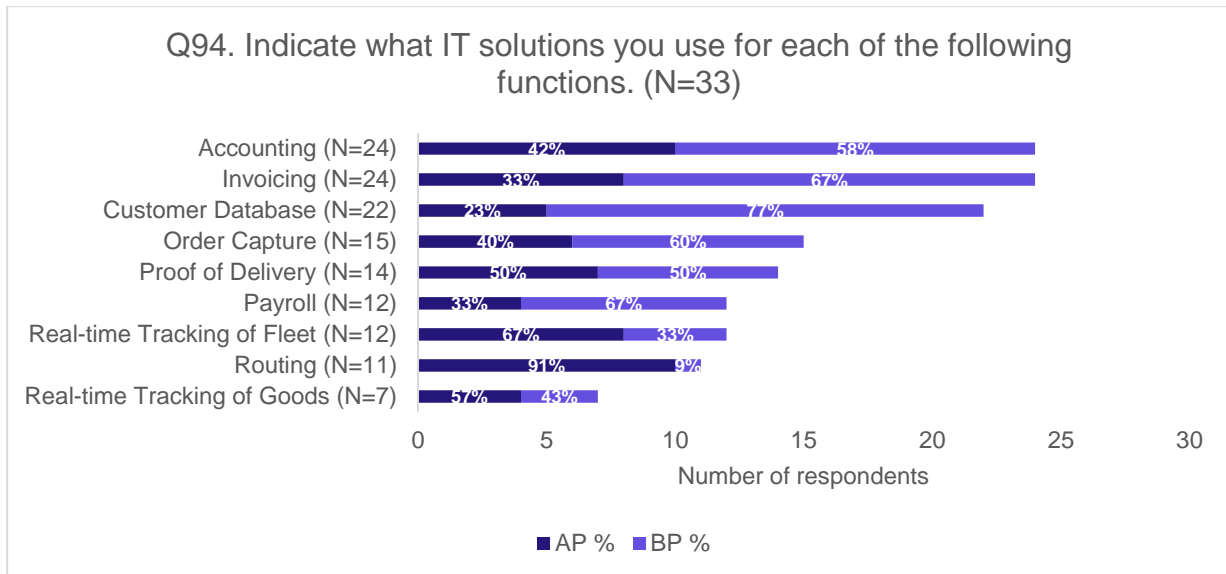 Q94. Indicate what IT solutions you use for each of the following
functions. (N=33)
Accounting (N=24) 42% 58%
Invoicing (N=24) 33% 67%
Customer Database (N=22) 23% 77%
Order Capture (N=15) 40% 60%
Proof of Delivery (N=14) 50% 50%
Payroll (N=12) 33% 67%
Real-time Tracking of Fleet (N=12) 67% 33%
Routing (N=11) 91% 9%
Real-time Tracking of Goods (N=7) 57% 43%
0 5 10 15 20 25 30
Number of respondents
AP % BP %